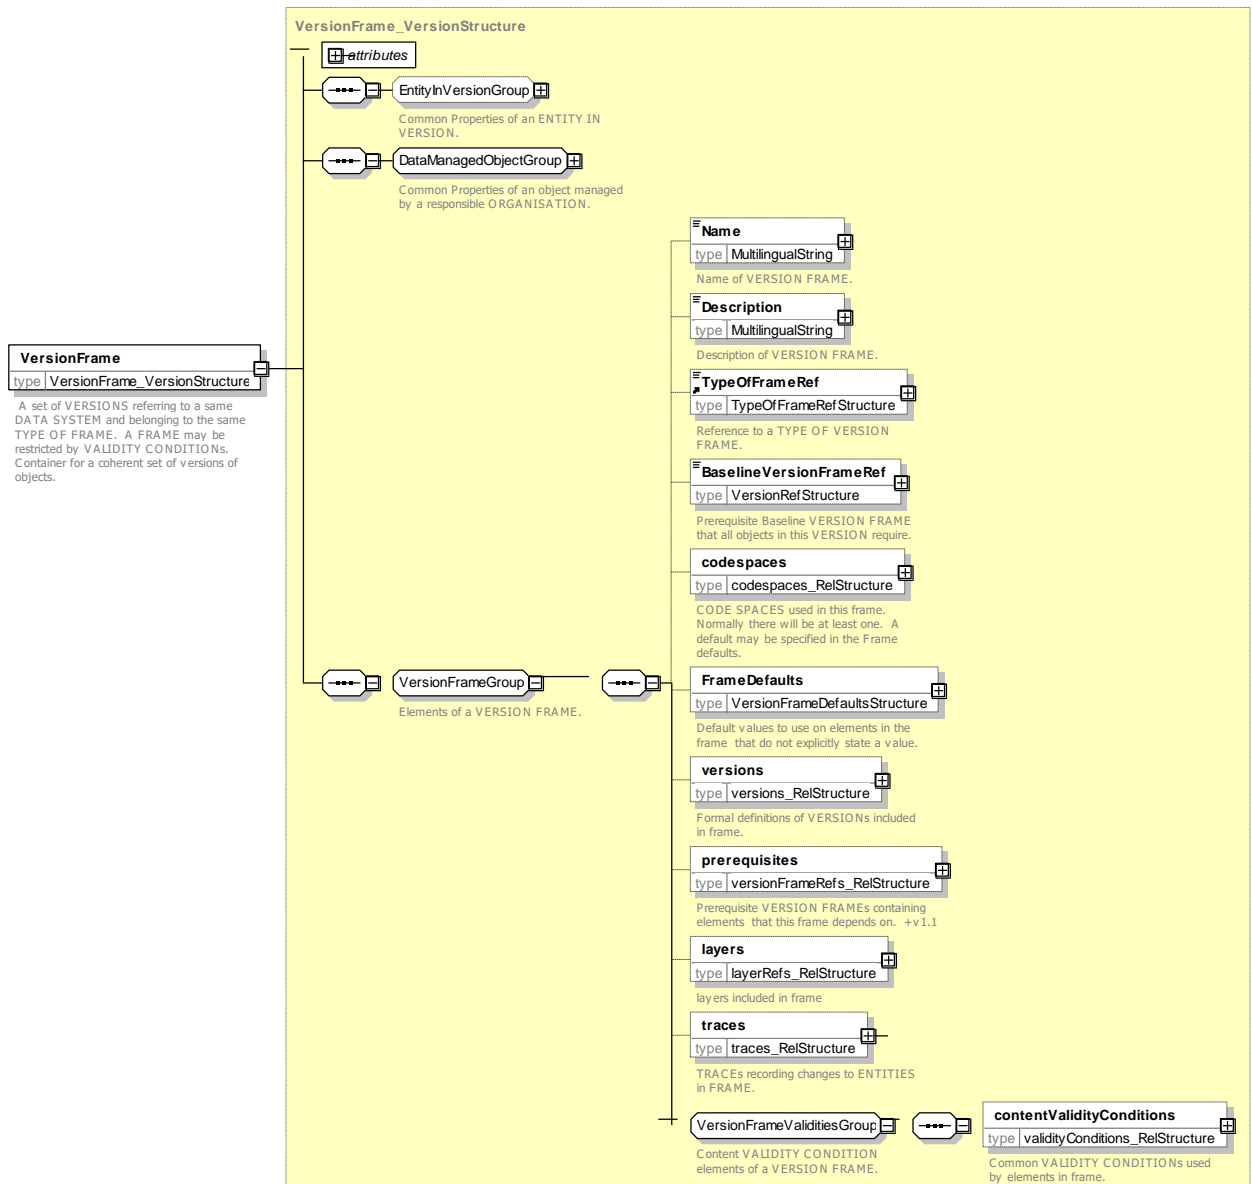 VersionFrame_VersionStructure
attributes
EntityInVersionGroup
Common Properties of an ENTITY IN
VERSION.
DataManagedObjectGroup
Common Properties of an object managed
by a responsible ORGANISATION.
Name
type MultilingualString
Name of VERSION FRAME.
Description
type MultilingualString
Description of VERSION FRAME.
VersionFrame
type VersionFrame_VersionStructure
A set of VERSIONS referring to a same
DATA SYSTEM and belonging to the same
TYPE OF FRAME. A FRAME may be
restricted by VALIDITY CONDITIONs.
Container for a coherent set of versions of
objects.
TypeOfFrameRef
type TypeOfFrameRefStructure
Reference to a TYPE OF VERSION
FRAME.
BaselineVersionFrameRef
type VersionRefStructure
Prerequisite Baseline VERSION FRAME
that all objects in this VERSION require.
codespaces
type codespaces_RelStructure
CODE SPACES used in this frame.
Normally there will be at least one. A
default may be specified in the Frame
defaults.
VersionFrameGroup
Elements of a VERSION FRAME.
FrameDefaults
type VersionFrameDefaultsStructure
Default values to use on elements in the
frame that do not explicitly state a value.
versions
type versions_RelStructure
Formal definitions of VERSIONs included
in frame.
prerequisites
type versionFrameRefs_RelStructure
Prerequisite VERSION FRAMEs containing
elements that this frame depends on. +v1.1
layers
type layerRefs_RelStructure
layers included in frame
traces
type traces_RelStructure
TRACEs recording changes to ENTITIES
in FRAME.
VersionFrameValiditiesGroup
Content VALIDITY CONDITION
elements of a VERSION FRAME.
contentValidityConditions
type validityConditions_RelStructure
Common VALIDITY CONDITIONs used
by elements in frame.